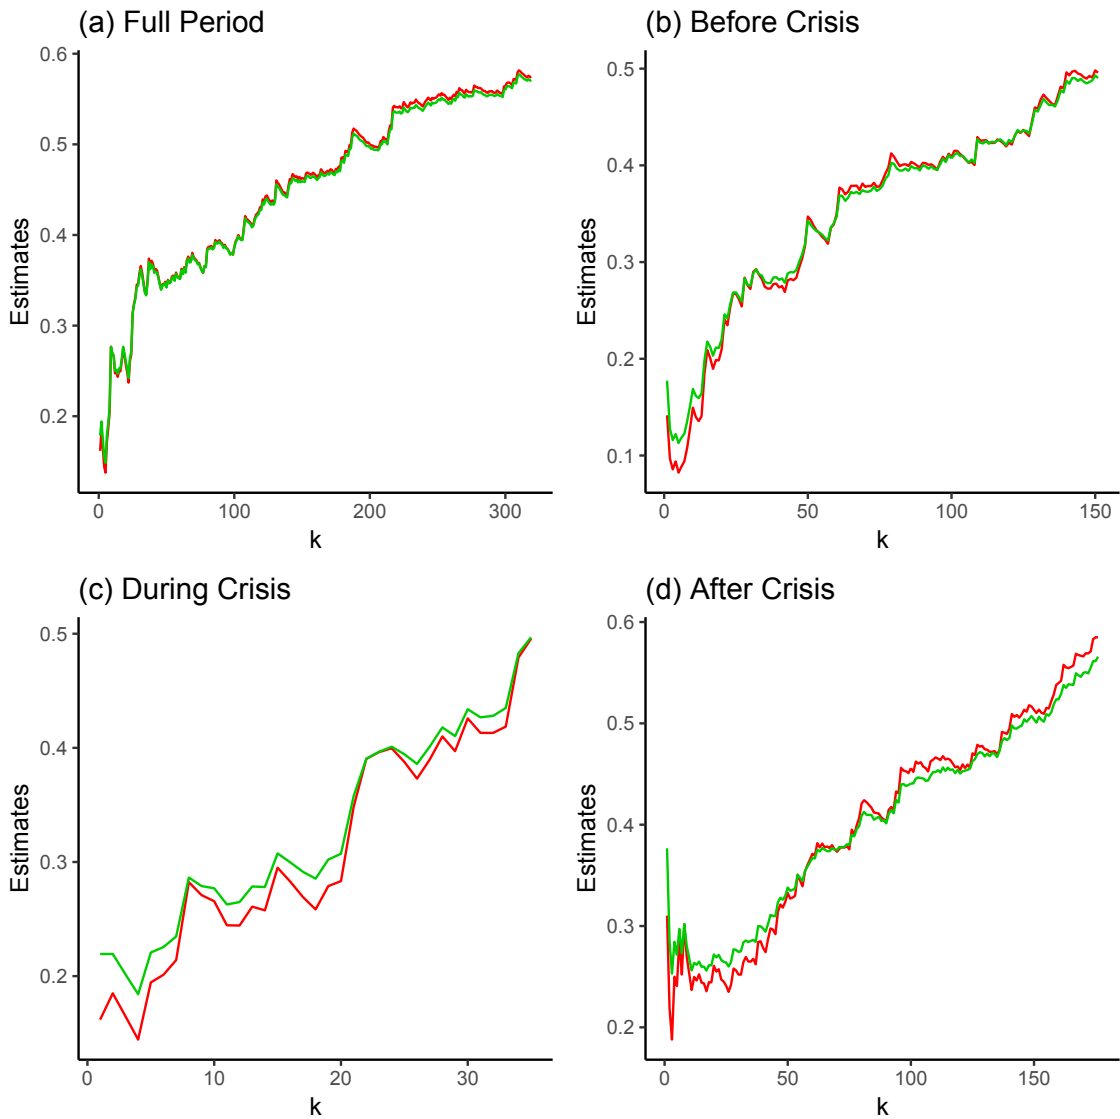 (a) Full Period
Estimates
0.6
0.5
0.4
0.3
0.2
0
100
200
300
k
(b) Before Crisis
Estimates
0.5
0.4
0.3
0.2
0.1
0
50
100
150
k
(c) During Crisis
Estimates
0.5
0.4
0.3
0.2
0
10
20
30
k
(d) After Crisis
Estimates
0.6
0.5
0.4
0.3
0.2
0
50
100
150
k